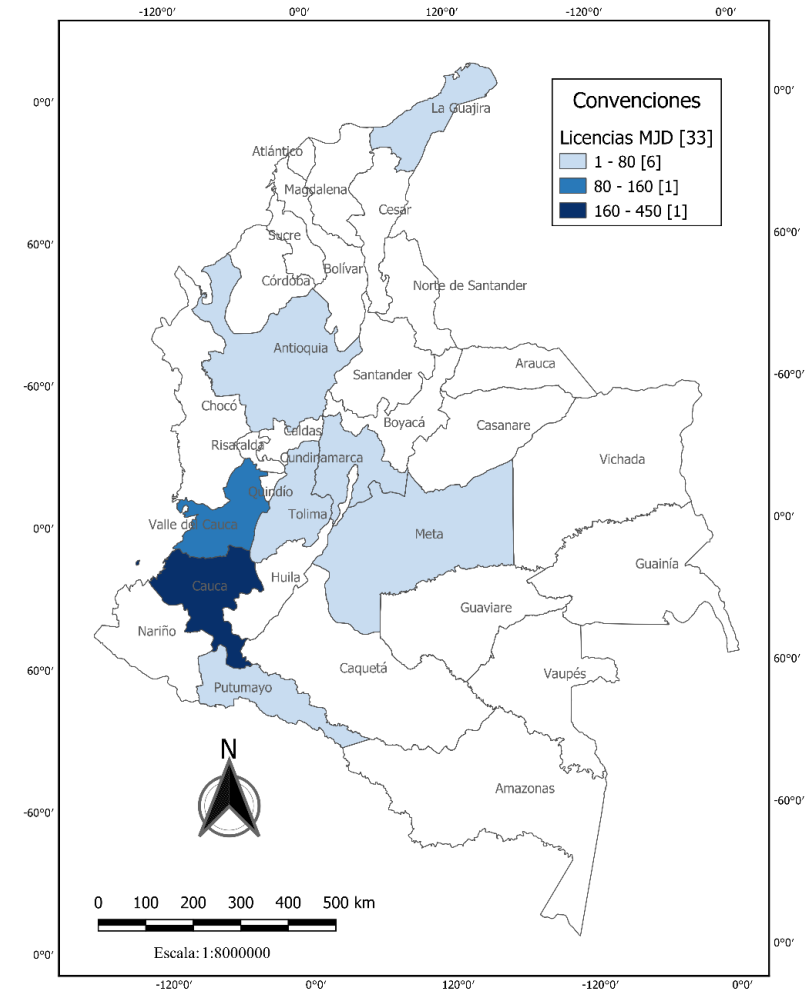 -120°0' 0°0' 120°0' -120°0' 0°0'
0°0' 0°0'
La Guajira
Convenciones
Licencias MJD [33]
1 - 80 [6]
80 - 160 [1]
160 - 450 [1]
Atlántico
Magdalena
Cesar
Sucre
60°0' 60°0'
Bolívar
Córdoba
Norte de Santander
Antioquia
Arauca
Santander
-60°0' -60°0'
Chocó
Boyacá
Casanare
Caldas
Risaralda
Cundinamarca
Vichada
Quindío
Tolima
Valle del Cauca
0°0' 0°0'
Meta
Guainía
Huila
Cauca
Guaviare
Nariño
60°0' 60°0'
Caquetá
Vaupés
Putumayo
N
Amazonas
-60°0' -60°0'
0 100 200 300 400 500 km
Escala: 1:8000000
0°0' 0°0'
-120°0' 0°0' 120°0' -120°0' 0°0'